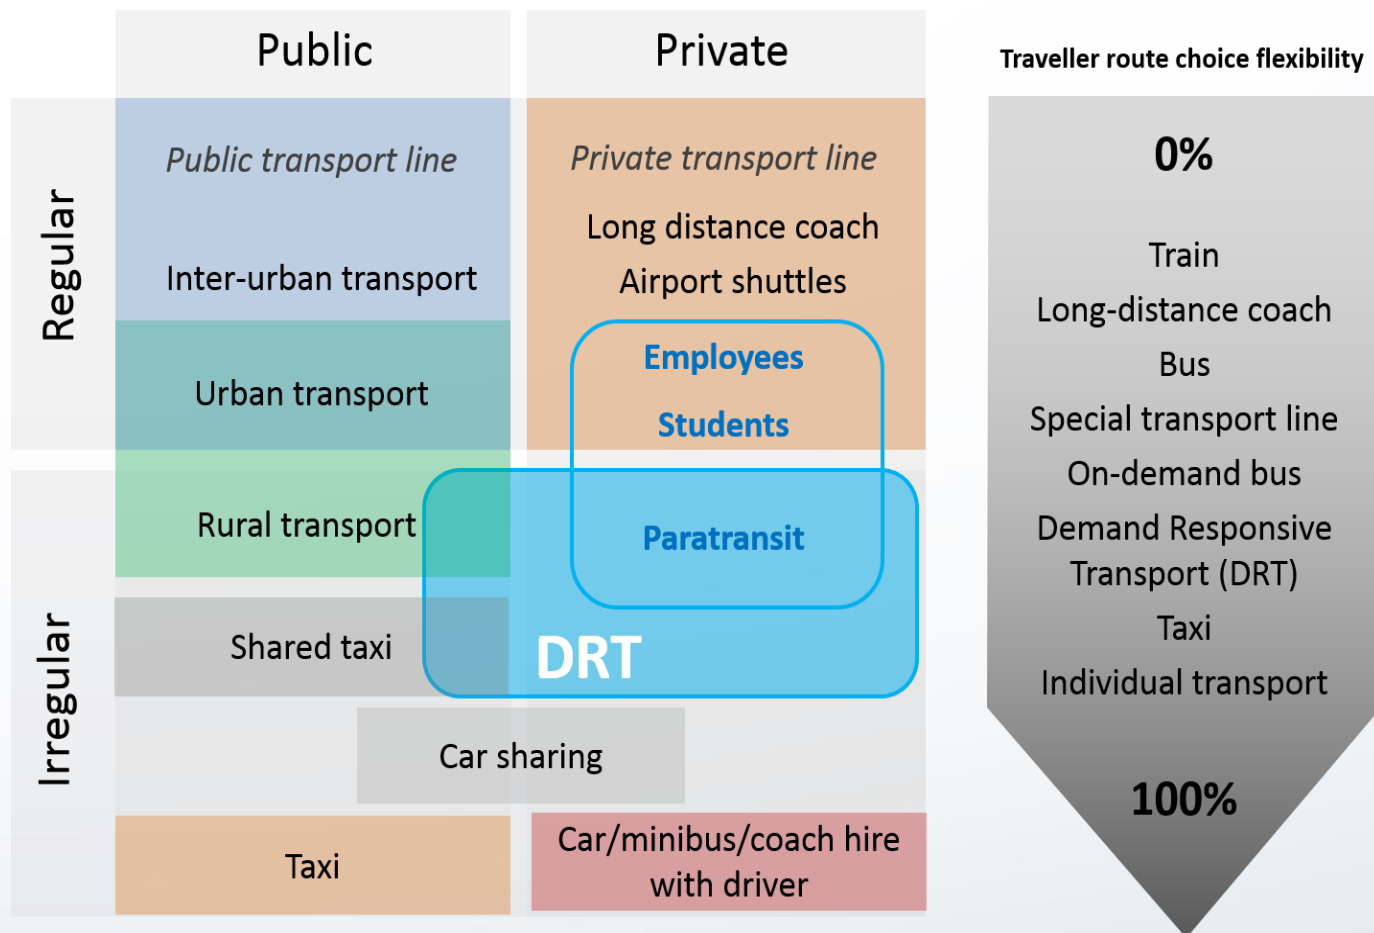 Public
Private
Traveller route choice flexibility
Regular
Public transport line
Inter-urban transport
Urban transport
Private transport line
Long distance coach
Airport shuttles
Employees
Students
Irregular
Rural transport
Paratransit
Shared taxi
DRT
Car sharing
Taxi
Car/minibus/coach hire
with driver
0%
Train
Long-distance coach
Bus
Special transport line
On-demand bus
Demand Responsive
Transport (DRT)
Taxi
Individual transport
100%